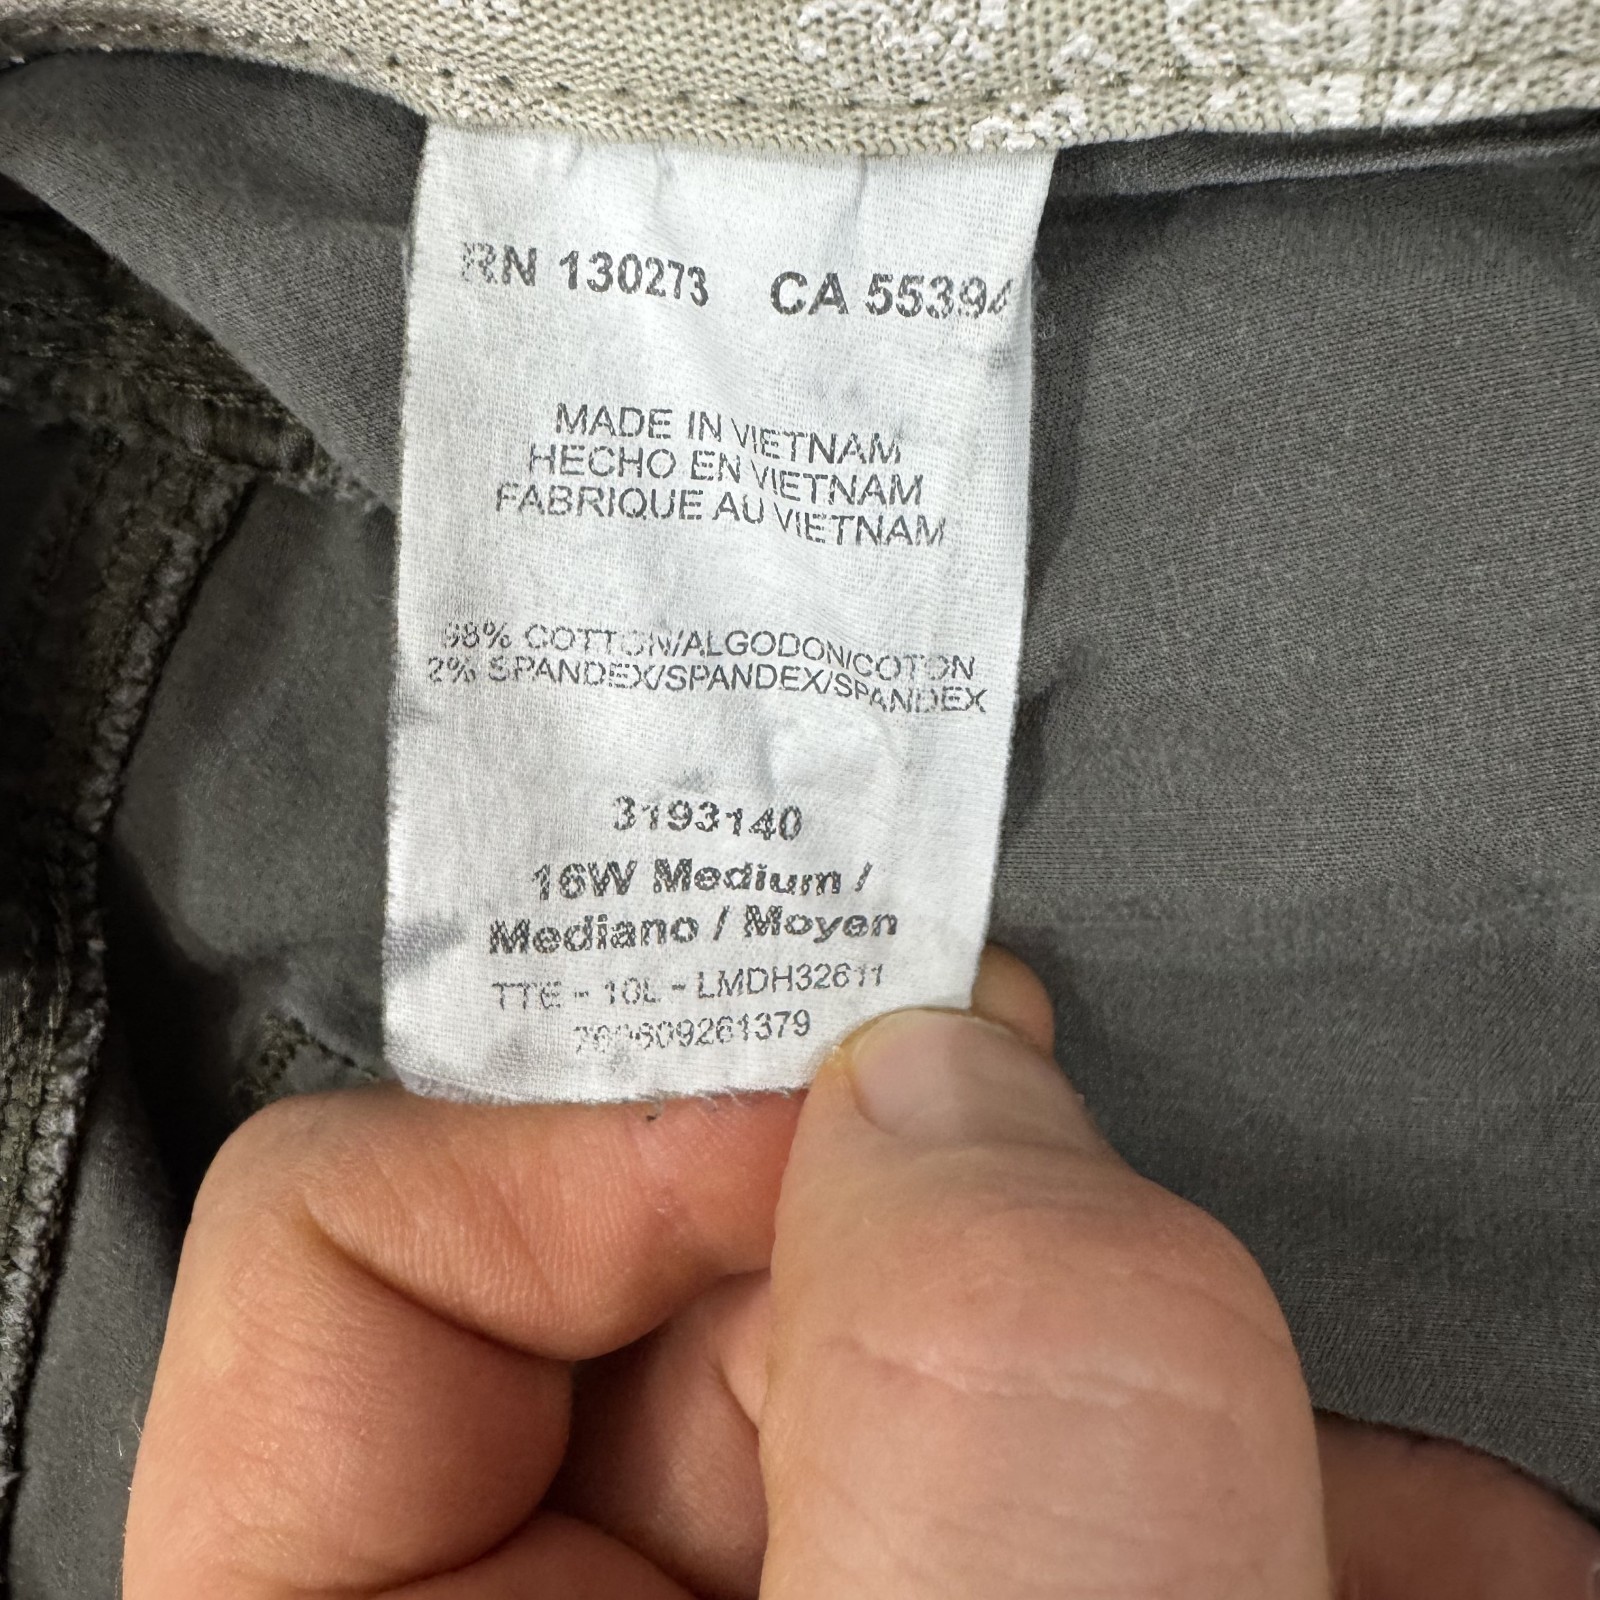 RN 130273 CA 55394
MADE IN VIETNAM
HECHO EN VIETNAM
FABRIQUE AU VIETNAM
98% COTTON/ALGODON/COTON
2% SPANDEX/SPANDEX/SPANDEX
3193140
16W Medium /
Mediano / Moyen
TTE - 10L - LMDH32611